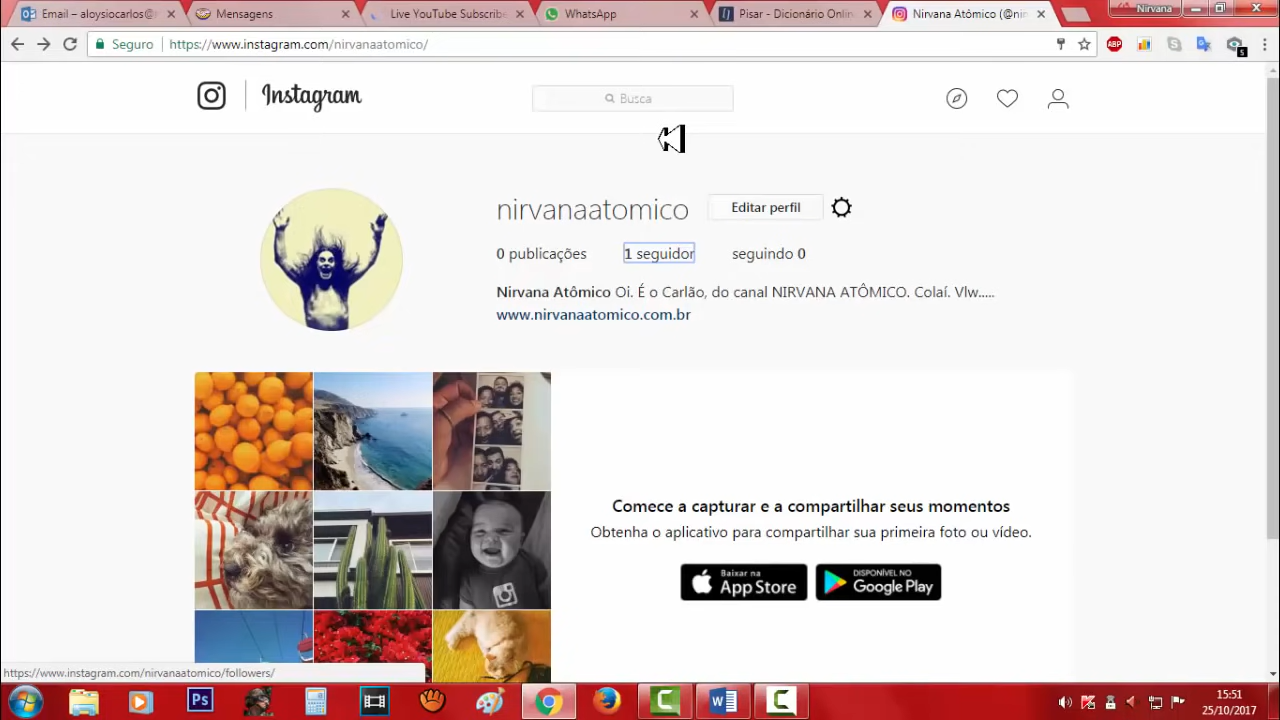 Email – aloysiocarlos@
Mensagens
Live YouTube Subscribe
WhatsApp
Pisar - Dicionário Onlin
Nirvana Atômico (@ni
Nirvana
Seguro
https://www.instagram.com/nirvanaatomico/
ABP
5
Instagram
Busca
nirvanaatomico
Editar perfil
0 publicações
1 seguidor
seguindo 0
Nirvana Atômico Oi. É o Carlão, do canal NIRVANA ATÔMICO. Colaí. Vlw.....
www.nirvanaatomico.com.br
Comece a capturar e a compartilhar seus momentos
Obtenha o aplicativo para compartilhar sua primeira foto ou vídeo.
Baixar na
App Store
DISPONÍVEL NO
Google Play
https://www.instagram.com/nirvanaatomico/followers/
Ps
15:51
25/10/2017